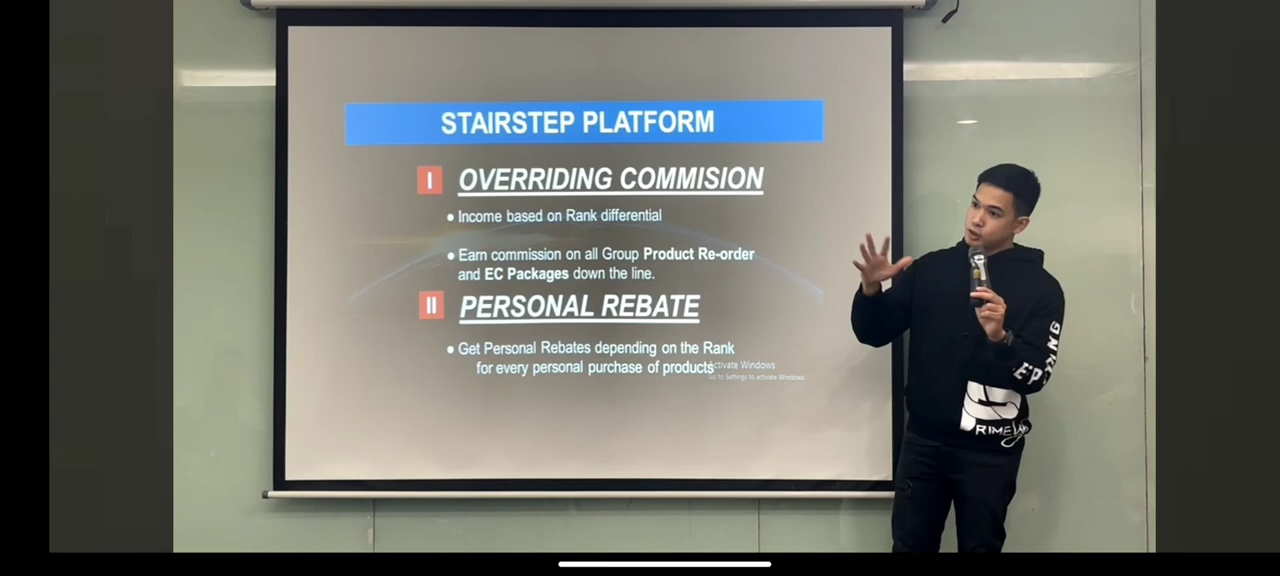 STAIRSTEP PLATFORM
I OVERRIDING COMMISION
• Income based on Rank differential
• Earn commission on all Group Product Re-order
and EC Packages down the line.
II PERSONAL REBATE
• Get Personal Rebates depending on the Rank
for every personal purchase of products
Activate Windows
Go to Settings to activate Windows.